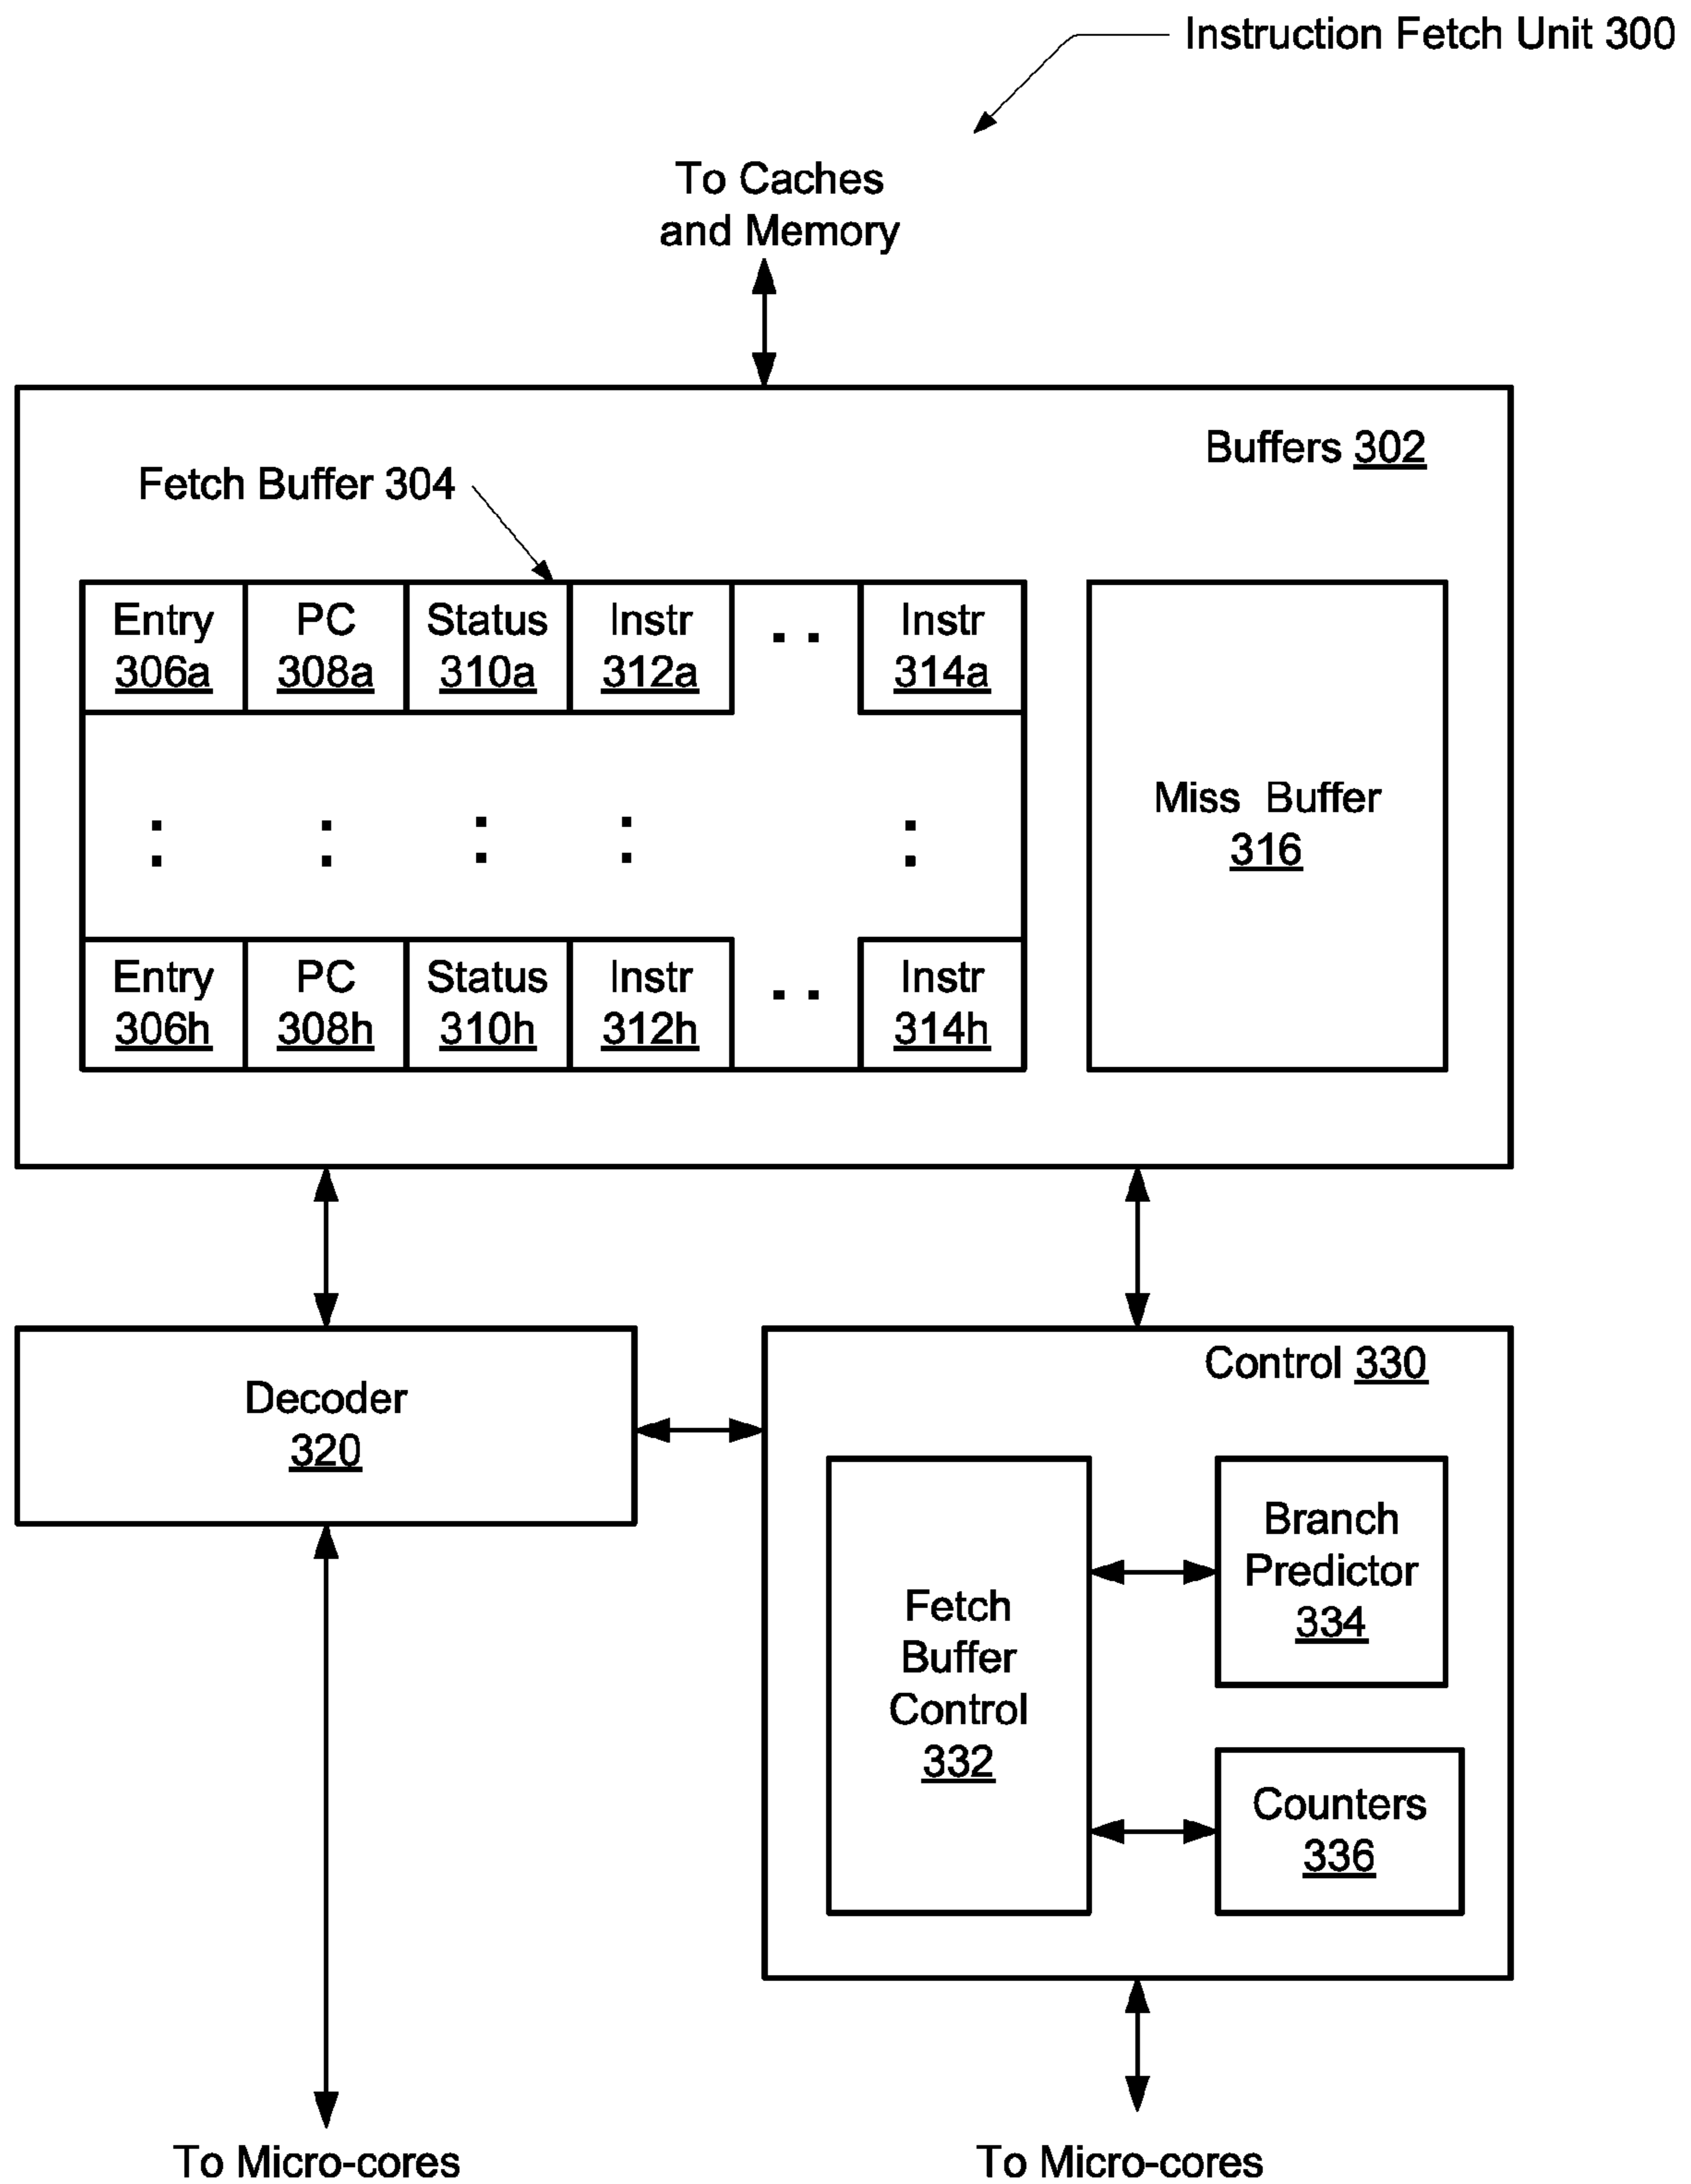 Instruction Fetch Unit 300
To Caches
and Memory
Buffers 302
Fetch Buffer 304
Entry
306a
PC
308a
Status
310a
Instr
312a
. .
Instr
314a
Miss Buffer
316
:
:
:
:
:
Entry
306h
PC
308h
Status
310h
Instr
312h
. .
Instr
314h
Decoder
320
Control 330
Fetch
Buffer
Control
332
Branch
Predictor
334
Counters
336
To Micro-cores
To Micro-cores